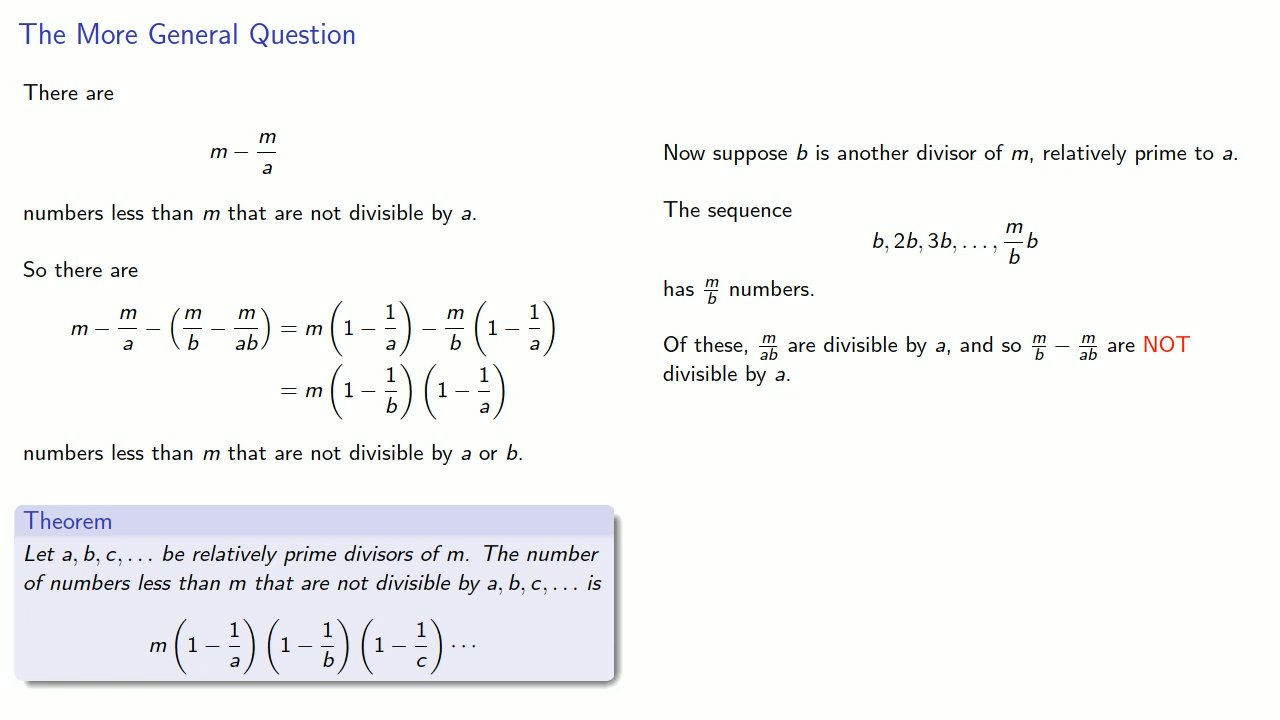 The More General Question
There are
m − m/a
numbers less than m that are not divisible by a.
So there are
m − m/a − (m/b − m/ab) = m (1 − 1/a) − m/b (1 − 1/a)
= m (1 − 1/b) (1 − 1/a)
numbers less than m that are not divisible by a or b.
Theorem
Let a, b, c, . . . be relatively prime divisors of m. The number
of numbers less than m that are not divisible by a, b, c, . . . is
m (1 − 1/a) (1 − 1/b) (1 − 1/c) · · ·
Now suppose b is another divisor of m, relatively prime to a.
The sequence
b, 2b, 3b, . . . , m/b b
has m/b numbers.
Of these, m/ab are divisible by a, and so m/b − m/ab are NOT
divisible by a.